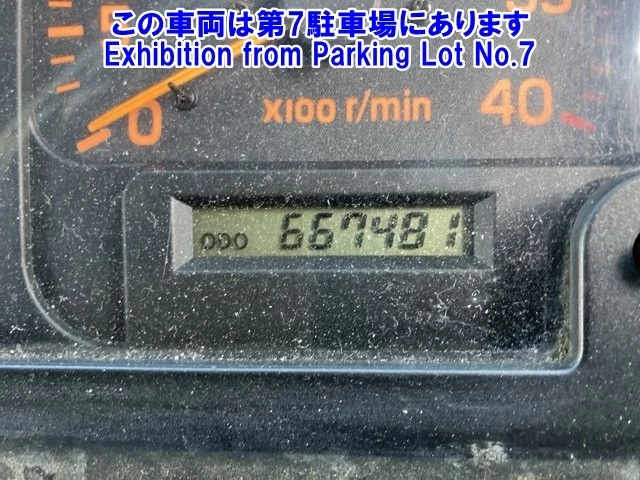 この車両は第7駐車場にあります
Exhibition from Parking Lot No.7
0 X100 r/min 40
ODO 667481